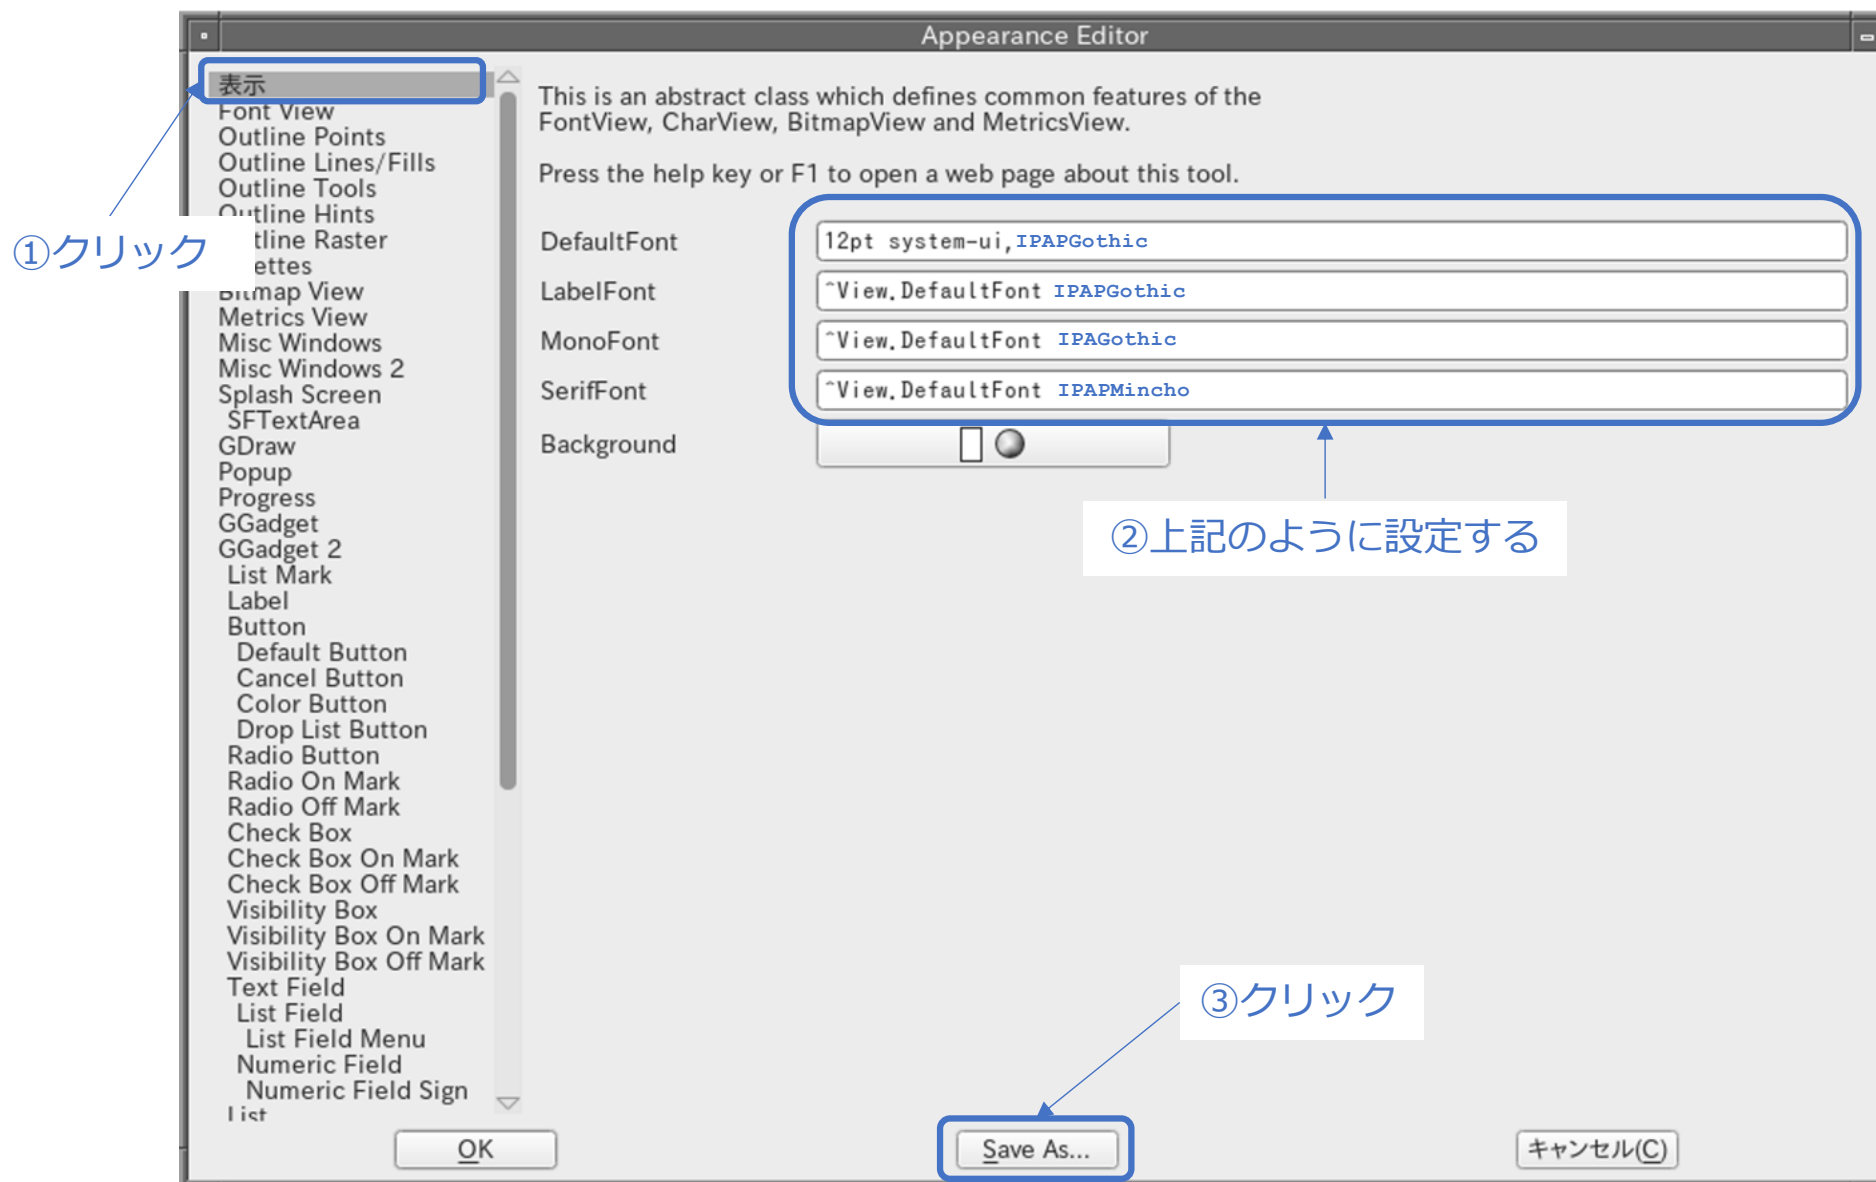 Appearance Editor
表示
Font View
Outline Points
Outline Lines/Fills
Outline Tools
Outline Hints
tline Raster
ettes
Bitmap View
Metrics View
Misc Windows
Misc Windows 2
Splash Screen
SFTextArea
GDraw
Popup
Progress
GGadget
GGadget 2
List Mark
Label
Button
Default Button
Cancel Button
Color Button
Drop List Button
Radio Button
Radio On Mark
Radio Off Mark
Check Box
Check Box On Mark
Check Box Off Mark
Visibility Box
Visibility Box On Mark
Visibility Box Off Mark
Text Field
List Field
List Field Menu
Numeric Field
Numeric Field Sign
List
①クリック
This is an abstract class which defines common features of the
FontView, CharView, BitmapView and MetricsView.
Press the help key or F1 to open a web page about this tool.
DefaultFont 12pt system-ui,IPAPGothic
LabelFont ^View.DefaultFont IPAPGothic
MonoFont ^View.DefaultFont IPAGothic
SerifFont ^View.DefaultFont IPAPMincho
Background
②上記のように設定する
③クリック
OK
Save As...
キャンセル(C)